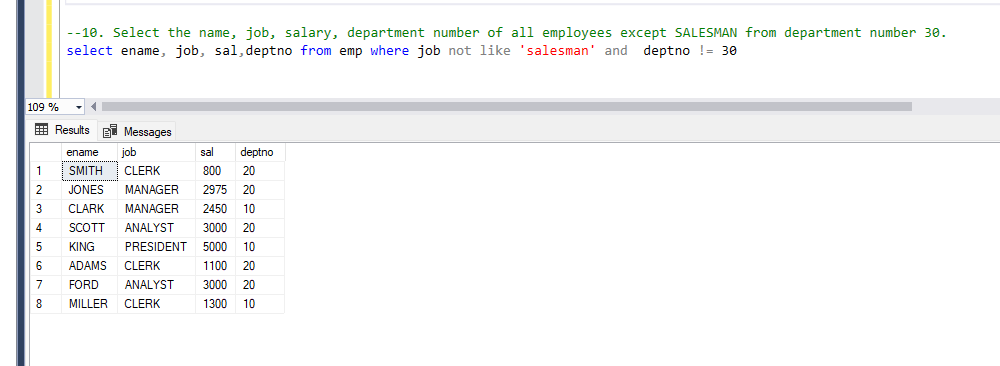 --10. Select the name, job, salary, department number of all employees except SALESMAN from department number 30.
select ename, job, sal,deptno from emp where job not like 'salesman' and  deptno != 30
109 %
Results Messages
ename job sal deptno
1 SMITH CLERK 800 20
2 JONES MANAGER 2975 20
3 CLARK MANAGER 2450 10
4 SCOTT ANALYST 3000 20
5 KING PRESIDENT 5000 10
6 ADAMS CLERK 1100 20
7 FORD ANALYST 3000 20
8 MILLER CLERK 1300 10